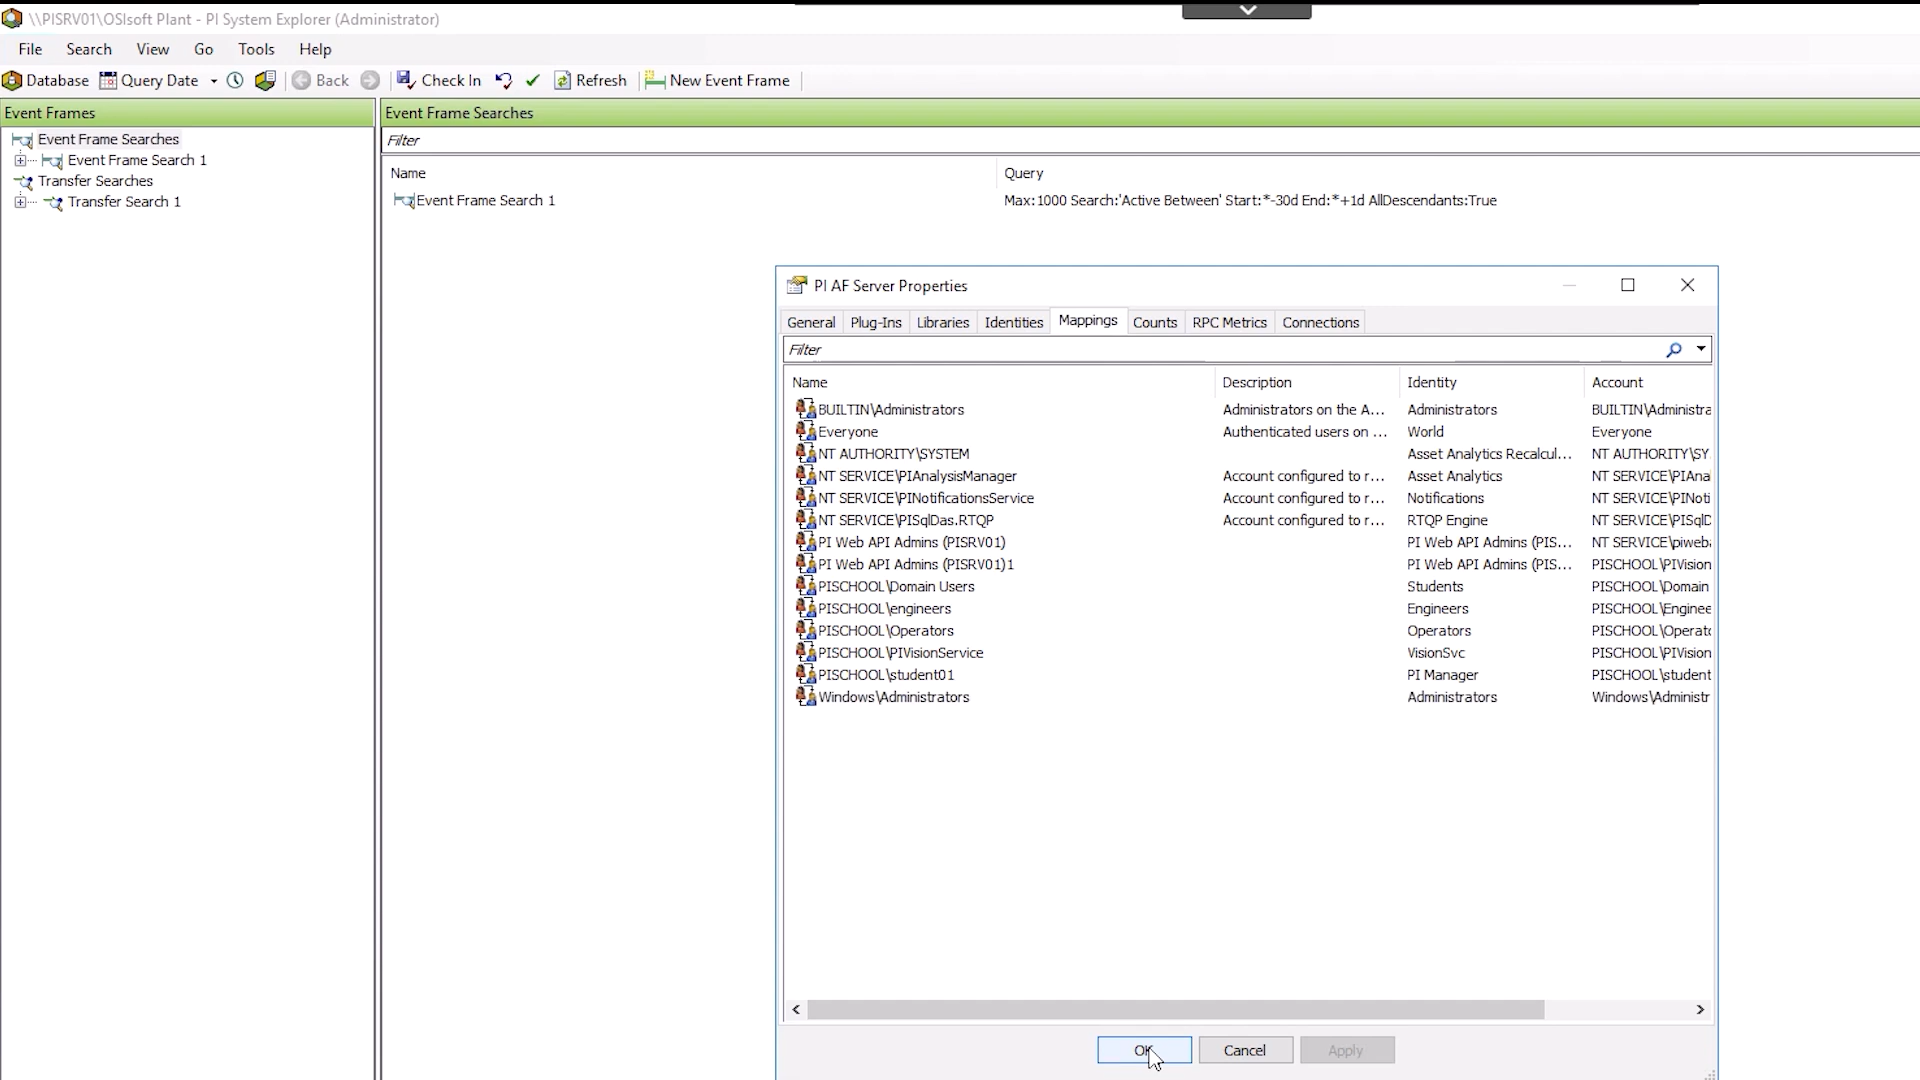 \\PISRV01\OSIsoft Plant - PI System Explorer (Administrator)
File Search View Go Tools Help
Database Query Date Back Check In Refresh New Event Frame
Event Frames
Event Frame Searches
Event Frame Search 1
Transfer Searches
Transfer Search 1
Event Frame Searches
Filter
Name Query
Event Frame Search 1 Max:1000 Search:'Active Between' Start:*-30d End:*+1d AllDescendants:True
PI AF Server Properties
General Plug-Ins Libraries Identities Mappings Counts RPC Metrics Connections
Filter
Name Description Identity Account
BUILTIN\Administrators Administrators on the A... Administrators BUILTIN\Administra
Everyone Authenticated users on ... World Everyone
NT AUTHORITY\SYSTEM Asset Analytics Recalcul... NT AUTHORITY\SY
NT SERVICE\PIAnalysisManager Account configured to r... Asset Analytics NT SERVICE\PIAna
NT SERVICE\PINotificationsService Account configured to r... Notifications NT SERVICE\PINoti
NT SERVICE\PISqlDas.RTQP Account configured to r... RTQP Engine NT SERVICE\PISqlD
PI Web API Admins (PISRV01) PI Web API Admins (PIS... NT SERVICE\piweba
PI Web API Admins (PISRV01)1 PI Web API Admins (PIS... PISCHOOL\PIVision
PISCHOOL\Domain Users Students PISCHOOL\Domain
PISCHOOL\engineers Engineers PISCHOOL\Enginee
PISCHOOL\Operators Operators PISCHOOL\Operato
PISCHOOL\PIVisionService VisionSvc PISCHOOL\PIVision
PISCHOOL\student01 PI Manager PISCHOOL\student
Windows\Administrators Administrators Windows\Administr
OK Cancel Apply